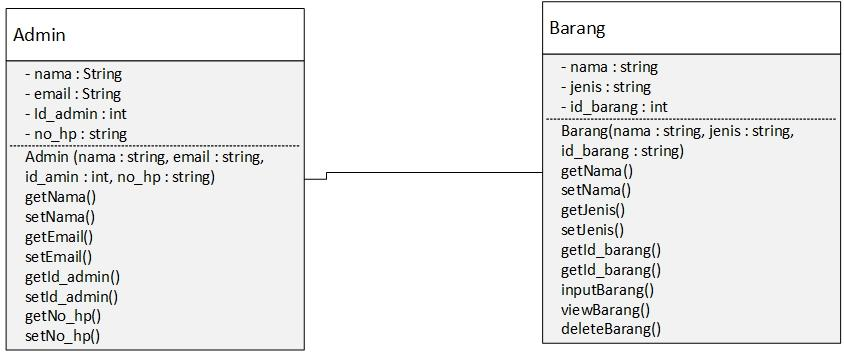 Admin
- nama : String
- email : String
- Id_admin : int
- no_hp : string
Admin (nama : string, email : string,
id_amin : int, no_hp : string)
getNama()
setNama()
getEmail()
setEmail()
getId_admin()
setId_admin()
getNo_hp()
setNo_hp()
Barang
- nama : string
- jenis : string
- id_barang : int
Barang(nama : string, jenis : string,
id_barang : string)
getNama()
setNama()
getJenis()
setJenis()
getId_barang()
getId_barang()
inputBarang()
viewBarang()
deleteBarang()